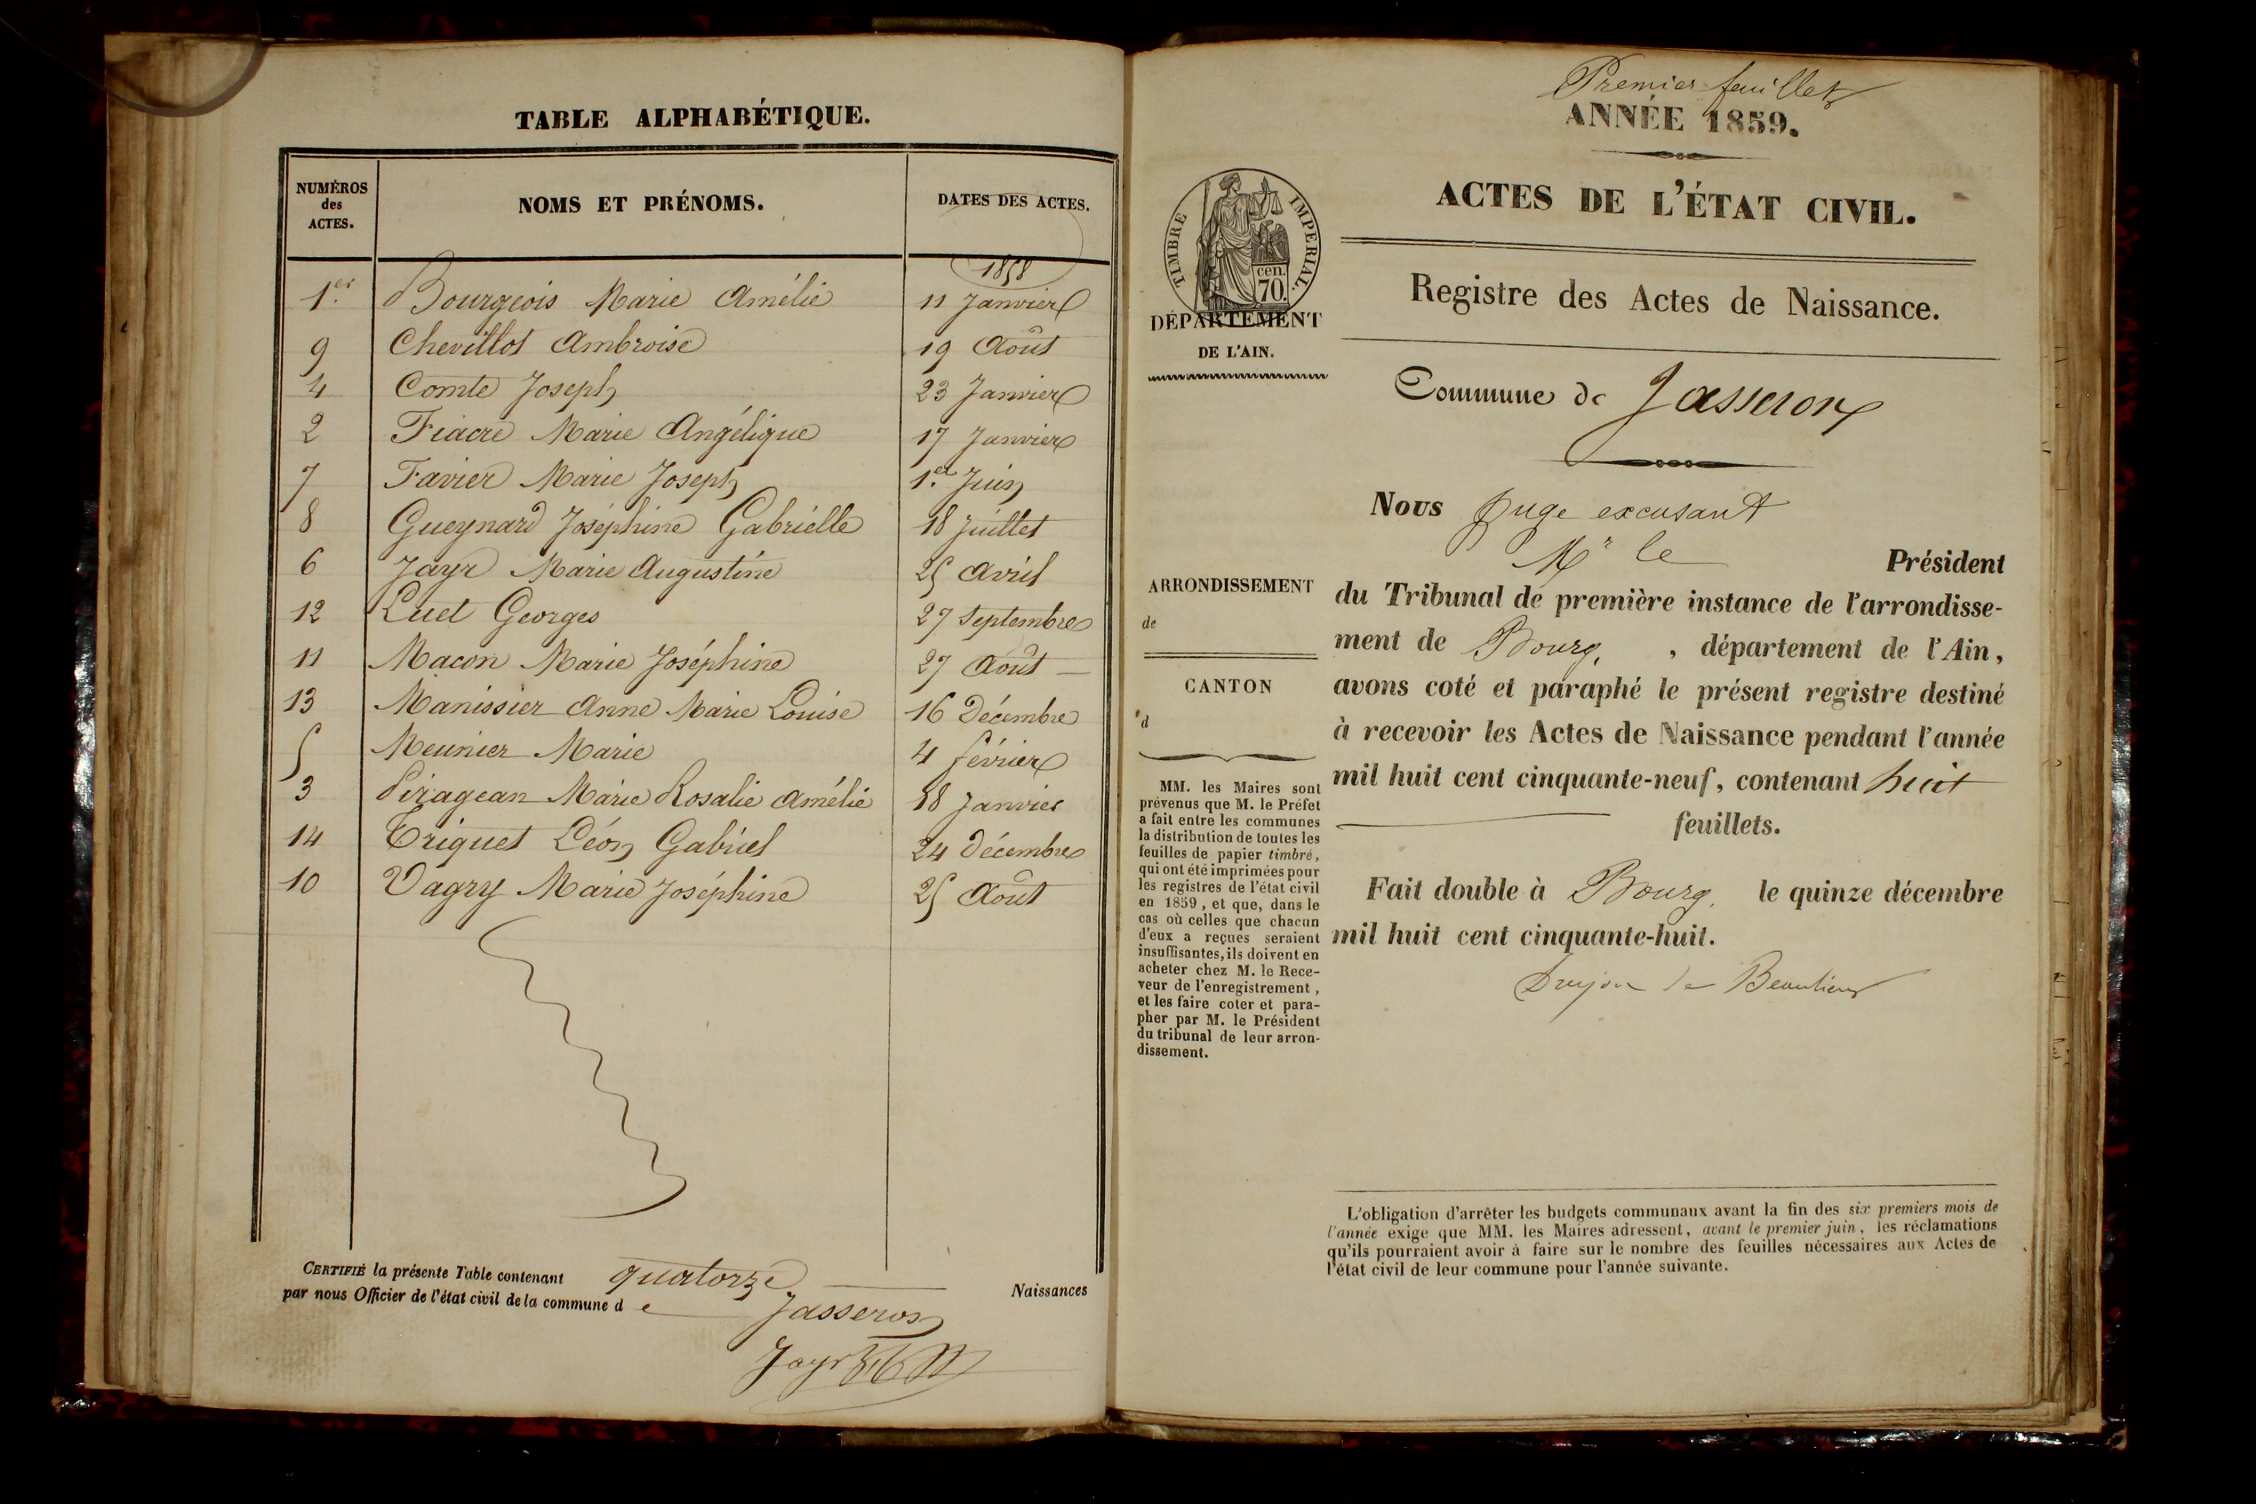 TABLE ALPHABÉTIQUE.
NUMÉROS des ACTES. NOMS ET PRÉNOMS. DATES DES ACTES.
1858
1er Bourgeois Marie Amélie 11 Janvier
9 Chevillot Ambroise 19 Août
4 Comte Joseph 23 Janvier
2 Fiacre Marie Angélique 17 Janvier
7 Favier Marie Joseph 1.er Juin
8 Gueynard Joséphine Gabrielle 18 Juillet
6 Jayr Marie Augustine 25 Avril
12 Luet Georges 27 Septembre
11 Macon Marie Joséphine 27 Août
13 Manissier Anne Marie Louise 16 Décembre
5 Meunier Marie 4 février
3 Piragean Marie Rosalie Amélie 18 Janvier
14 Triquet Léon Gabriel 24 Décembre
10 Vagry Marie Joséphine 25 Août
CERTIFIÉ la présente Table contenant quatorze Naissances
par nous Officier de l'état civil de la commune d e Jasseron
Jayr
Premier feuillet
ANNÉE 1859.
ACTES DE L'ÉTAT CIVIL.
TIMBRE IMPERIAL.
cen.
70.
DÉPARTEMENT
DE L'AIN.
Registre des Actes de Naissance.
Commune de Jasseron
Nous Juge excusant
Mr le Président
du Tribunal de première instance de l'arrondisse-
ment de Bourg, , département de l'Ain,
avons coté et paraphé le présent registre destiné
à recevoir les Actes de Naissance pendant l'année
mil huit cent cinquante-neuf, contenant huit
feuillets.
Fait double à Bourg, le quinze décembre
mil huit cent cinquante-huit.
de Beaulieu
ARRONDISSEMENT
de
CANTON
d
MM. les Maires sont
prévenus que M. le Préfet
a fait entre les communes
la distribution de toutes les
feuilles de papier timbré,
qui ont été imprimées pour
les registres de l'état civil
en 1859, et que, dans le
cas où celles que chacun
d'eux a reçues seraient
insuffisantes, ils doivent en
acheter chez M. le Rece-
veur de l'enregistrement,
et les faire coter et para-
pher par M. le Président
du tribunal de leur arron-
dissement.
L'obligation d'arrêter les budgets communaux avant la fin des six premiers mois de
l'année exige que MM. les Maires adressent, avant le premier juin, les réclamations
qu'ils pourraient avoir à faire sur le nombre des feuilles nécessaires aux Actes de
l'état civil de leur commune pour l'année suivante.